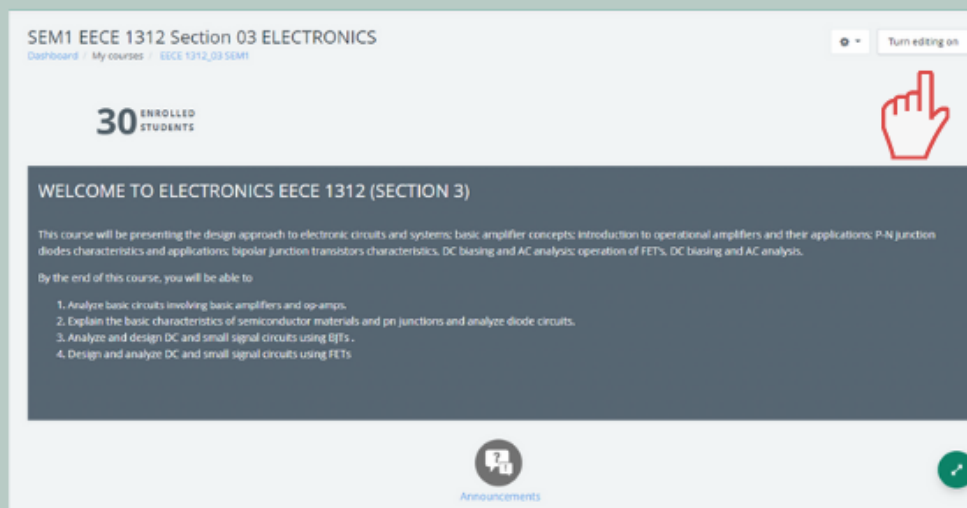 SEM1 EECE 1312 Section 03 ELECTRONICS
Dashboard / My courses / EECE 1312_03 SEM1
Turn editing on
30 ENROLLED
STUDENTS
WELCOME TO ELECTRONICS EECE 1312 (SECTION 3)
This course will be presenting the design approach to electronic circuits and systems; basic amplifier concepts; introduction to operational amplifiers and their applications; P-N junction
diodes characteristics and applications; bipolar junction transistors characteristics, DC biasing and AC analysis; operation of FETs, DC biasing and AC analysis.
By the end of this course, you will be able to
1. Analyze basic circuits involving basic amplifiers and op-amps.
2. Explain the basic characteristics of semiconductor materials and pn junctions and analyze diode circuits.
3. Analyze and design DC and small signal circuits using BJTs .
4. Design and analyze DC and small signal circuits using FETs
Announcements